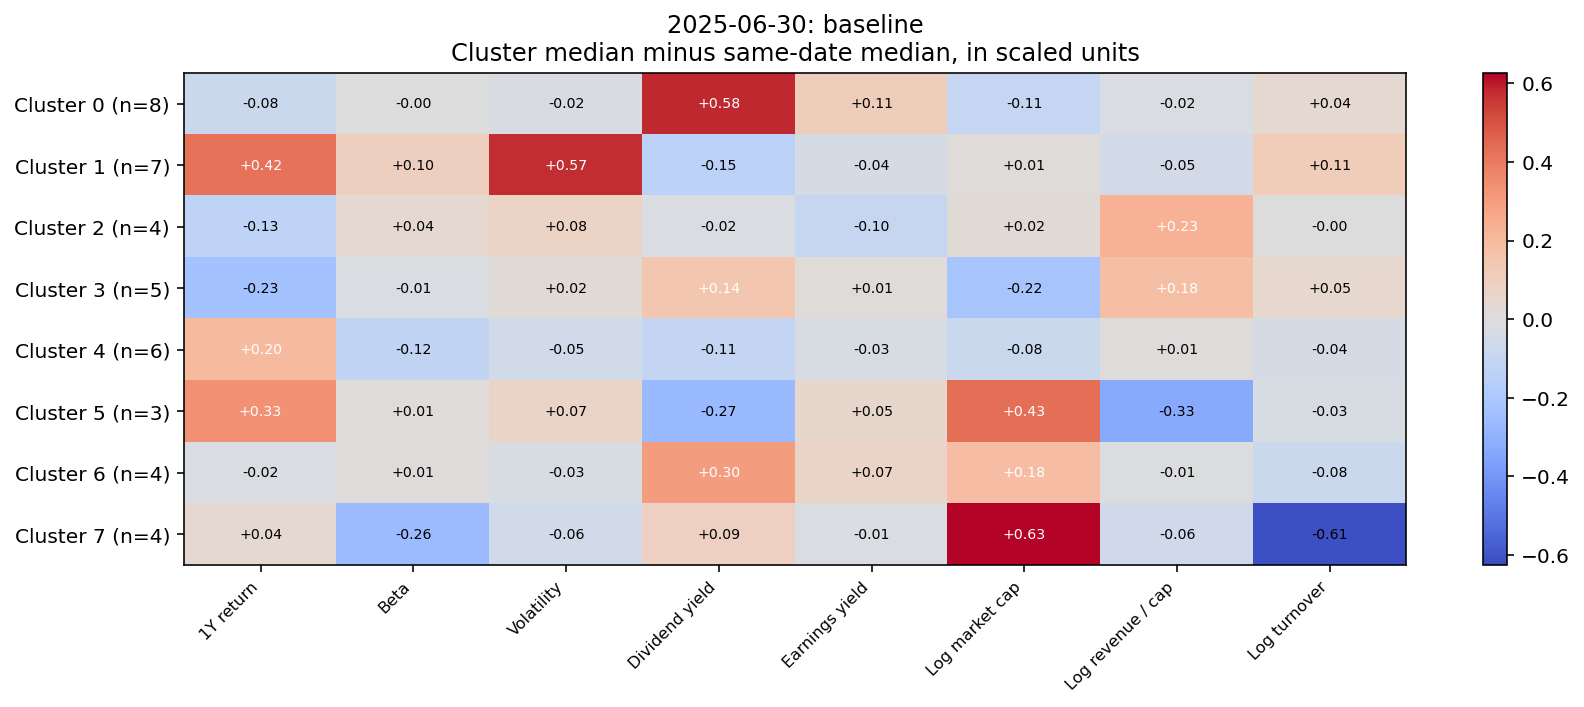 2025-06-30: baseline
Cluster median minus same-date median, in scaled units
Cluster 0 (n=8) -0.08 -0.00 -0.02 +0.58 +0.11 -0.11 -0.02 +0.04
Cluster 1 (n=7) +0.42 +0.10 +0.57 -0.15 -0.04 +0.01 -0.05 +0.11
Cluster 2 (n=4) -0.13 +0.04 +0.08 -0.02 -0.10 +0.02 +0.23 -0.00
Cluster 3 (n=5) -0.23 -0.01 +0.02 +0.14 +0.01 -0.22 +0.18 +0.05
Cluster 4 (n=6) +0.20 -0.12 -0.05 -0.11 -0.03 -0.08 +0.01 -0.04
Cluster 5 (n=3) +0.33 +0.01 +0.07 -0.27 +0.05 +0.43 -0.33 -0.03
Cluster 6 (n=4) -0.02 +0.01 -0.03 +0.30 +0.07 +0.18 -0.01 -0.08
Cluster 7 (n=4) +0.04 -0.26 -0.06 +0.09 -0.01 +0.63 -0.06 -0.61
1Y return
Beta
Volatility
Dividend yield
Earnings yield
Log market cap
Log revenue / cap
Log turnover
0.6
0.4
0.2
0.0
−0.2
−0.4
−0.6